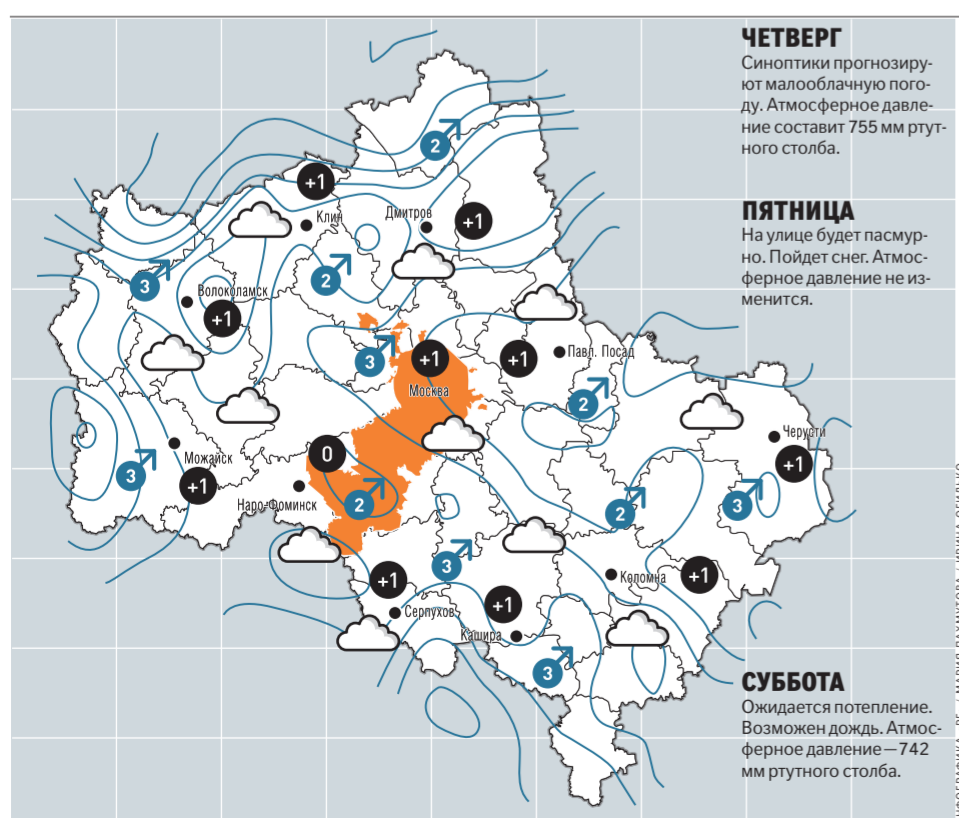 ЧЕТВЕРГ
Синоптики прогнозиру-
ют малооблачную пого-
ду. Атмосферное давле-
ние составит 755 мм ртут-
ного столба.
ПЯТНИЦА
На улице будет пасмур-
но. Пойдет снег. Атмос-
ферное давление не из-
менится.
СУББОТА
Ожидается потепление.
Возможен дождь. Атмос-
ферное давление — 742
мм ртутного столба.
2
+1
Клин
Дмитров
+1
3
2
Волоколамск
+1
3
+1
Москва
+1
Павл. Посад
2
Черусти
+1
Можайск
3
+1
0
Наро-Фоминск
2
2
3
3
+1
Серпухов
+1
Кашира
Коломна
+1
3